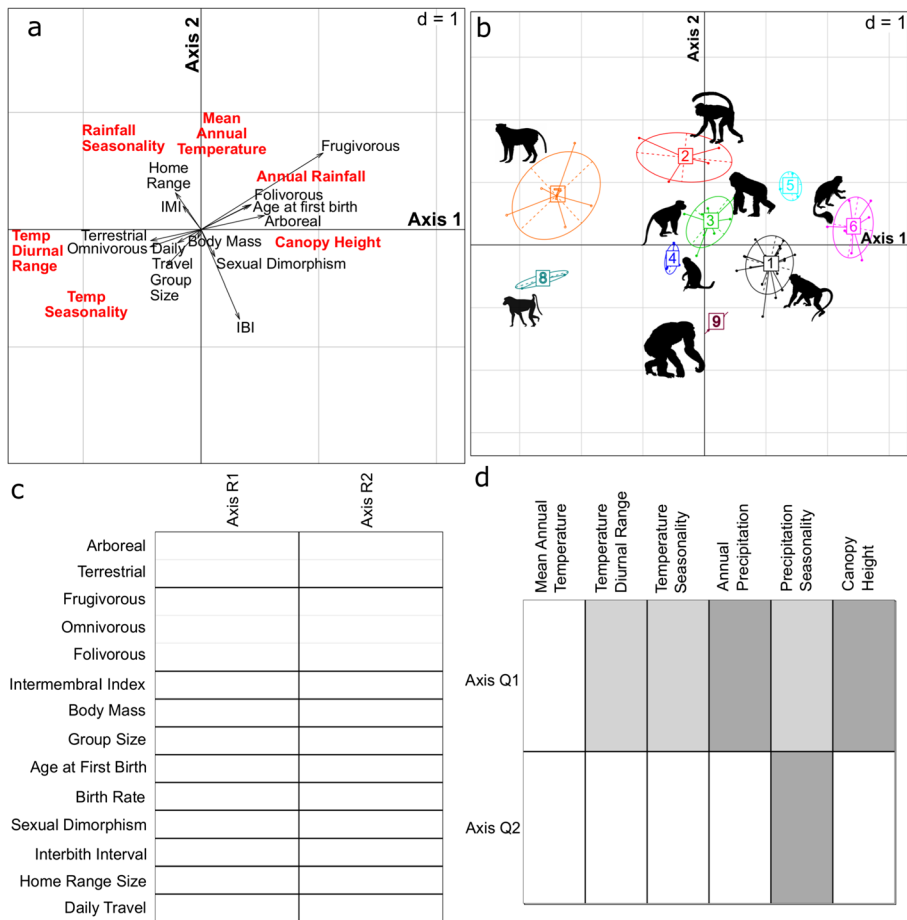 a
d = 1
Axis 2
Mean
Annual
Temperature
Rainfall
Seasonality
Frugivorous
Home
Range
Annual Rainfall
Folivorous
IMI
Age at first birth
Arboreal
Axis 1
Temp
Diurnal
Range
Terrestrial
Omnivorous
Daily
Travel
Body Mass
Canopy Height
Sexual Dimorphism
Group
Size
Temp
Seasonality
IBI
b
d = 1
Axis 2
2
7
5
3
6
Axis 1
4
1
8
9
c
Axis R1
Axis R2
Arboreal
Terrestrial
Frugivorous
Omnivorous
Folivorous
Intermembral Index
Body Mass
Group Size
Age at First Birth
Birth Rate
Sexual Dimorphism
Interbith Interval
Home Range Size
Daily Travel
d
Mean Annual
Temperature
Temperature
Diurnal Range
Temperature
Seasonality
Annual
Precipitation
Precipitation
Seasonality
Canopy
Height
Axis Q1
Axis Q2